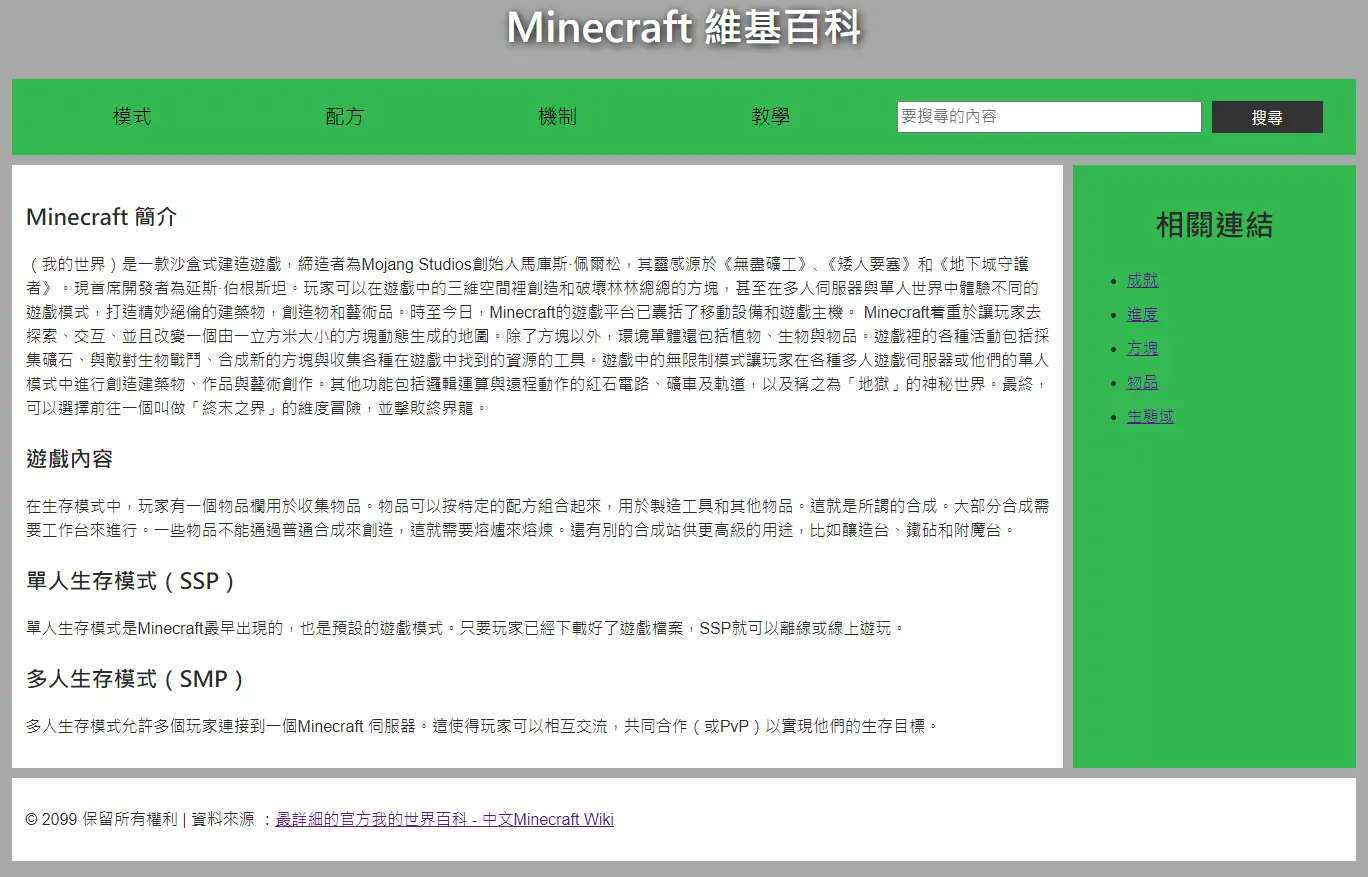 Minecraft 維基百科
模式 配方 機制 教學 要搜尋的內容 搜尋
Minecraft 簡介
（我的世界）是一款沙盒式建造遊戲，締造者為Mojang Studios創始人馬庫斯·佩爾松，其靈感源於《無盡礦工》、《矮人要塞》和《地下城守護
者》。現首席開發者為延斯·伯根斯坦。玩家可以在遊戲中的三維空間裡創造和破壞林林總總的方塊，甚至在多人伺服器與單人世界中體驗不同的
遊戲模式，打造精妙絕倫的建築物，創造物和藝術品。時至今日，Minecraft的遊戲平台已囊括了移動設備和遊戲主機。 Minecraft着重於讓玩家去
探索、交互、並且改變一個由一立方米大小的方塊動態生成的地圖。除了方塊以外，環境單體還包括植物、生物與物品。遊戲裡的各種活動包括採
集礦石、與敵對生物戰鬥、合成新的方塊與收集各種在遊戲中找到的資源的工具。遊戲中的無限制模式讓玩家在各種多人遊戲伺服器或他們的單人
模式中進行創造建築物、作品與藝術創作。其他功能包括邏輯運算與遠程動作的紅石電路、礦車及軌道，以及稱之為「地獄」的神秘世界。最終，
可以選擇前往一個叫做「終末之界」的維度冒險，並擊敗終界龍。
遊戲內容
在生存模式中，玩家有一個物品欄用於收集物品。物品可以按特定的配方組合起來，用於製造工具和其他物品。這就是所謂的合成。大部分合成需
要工作台來進行。一些物品不能通過普通合成來創造，這就需要熔爐來熔煉。還有別的合成站供更高級的用途，比如釀造台、鐵砧和附魔台。
單人生存模式（SSP）
單人生存模式是Minecraft最早出現的，也是預設的遊戲模式。只要玩家已經下載好了遊戲檔案，SSP就可以離線或線上遊玩。
多人生存模式（SMP）
多人生存模式允許多個玩家連接到一個Minecraft 伺服器。這使得玩家可以相互交流，共同合作（或PvP）以實現他們的生存目標。
相關連結
成就
進度
方塊
物品
生態域
© 2099 保留所有權利 | 資料來源 ：最詳細的官方我的世界百科 - 中文Minecraft Wiki